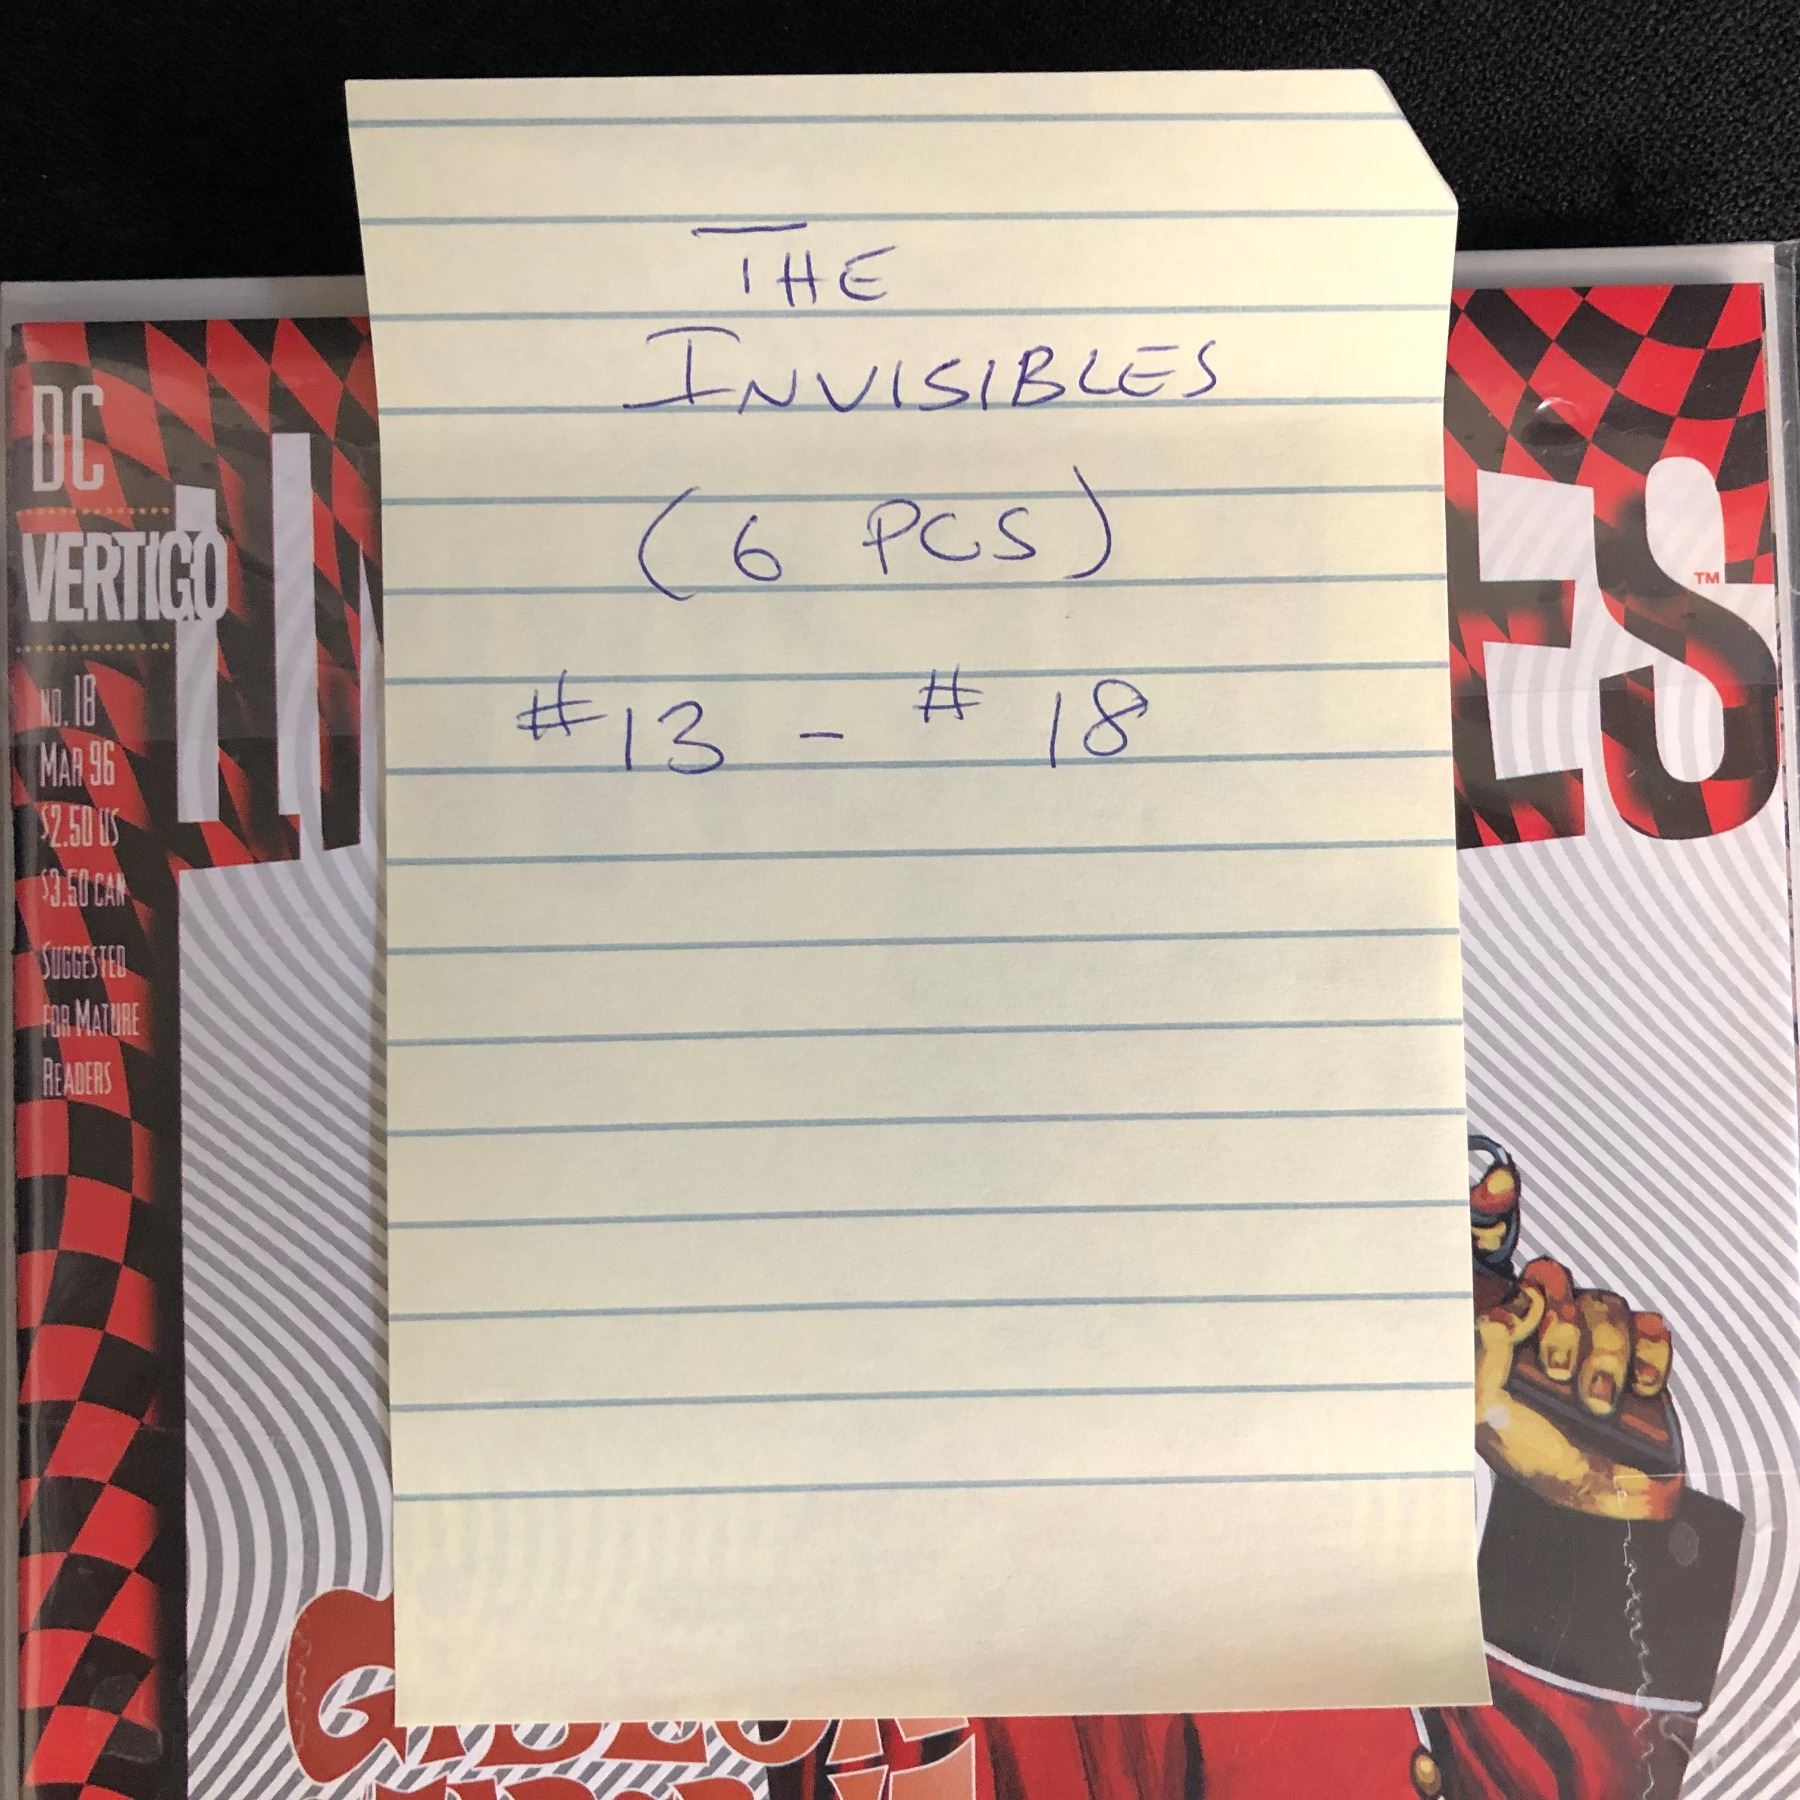 THE
INVISIBLES
(6 PCS)
#13 - #18
DC
VERTIGO
NO. 18
MAR 96
$2.50 US
$3.50 CAN
SUGGESTED
FOR MATURE
READERS
ES
TM